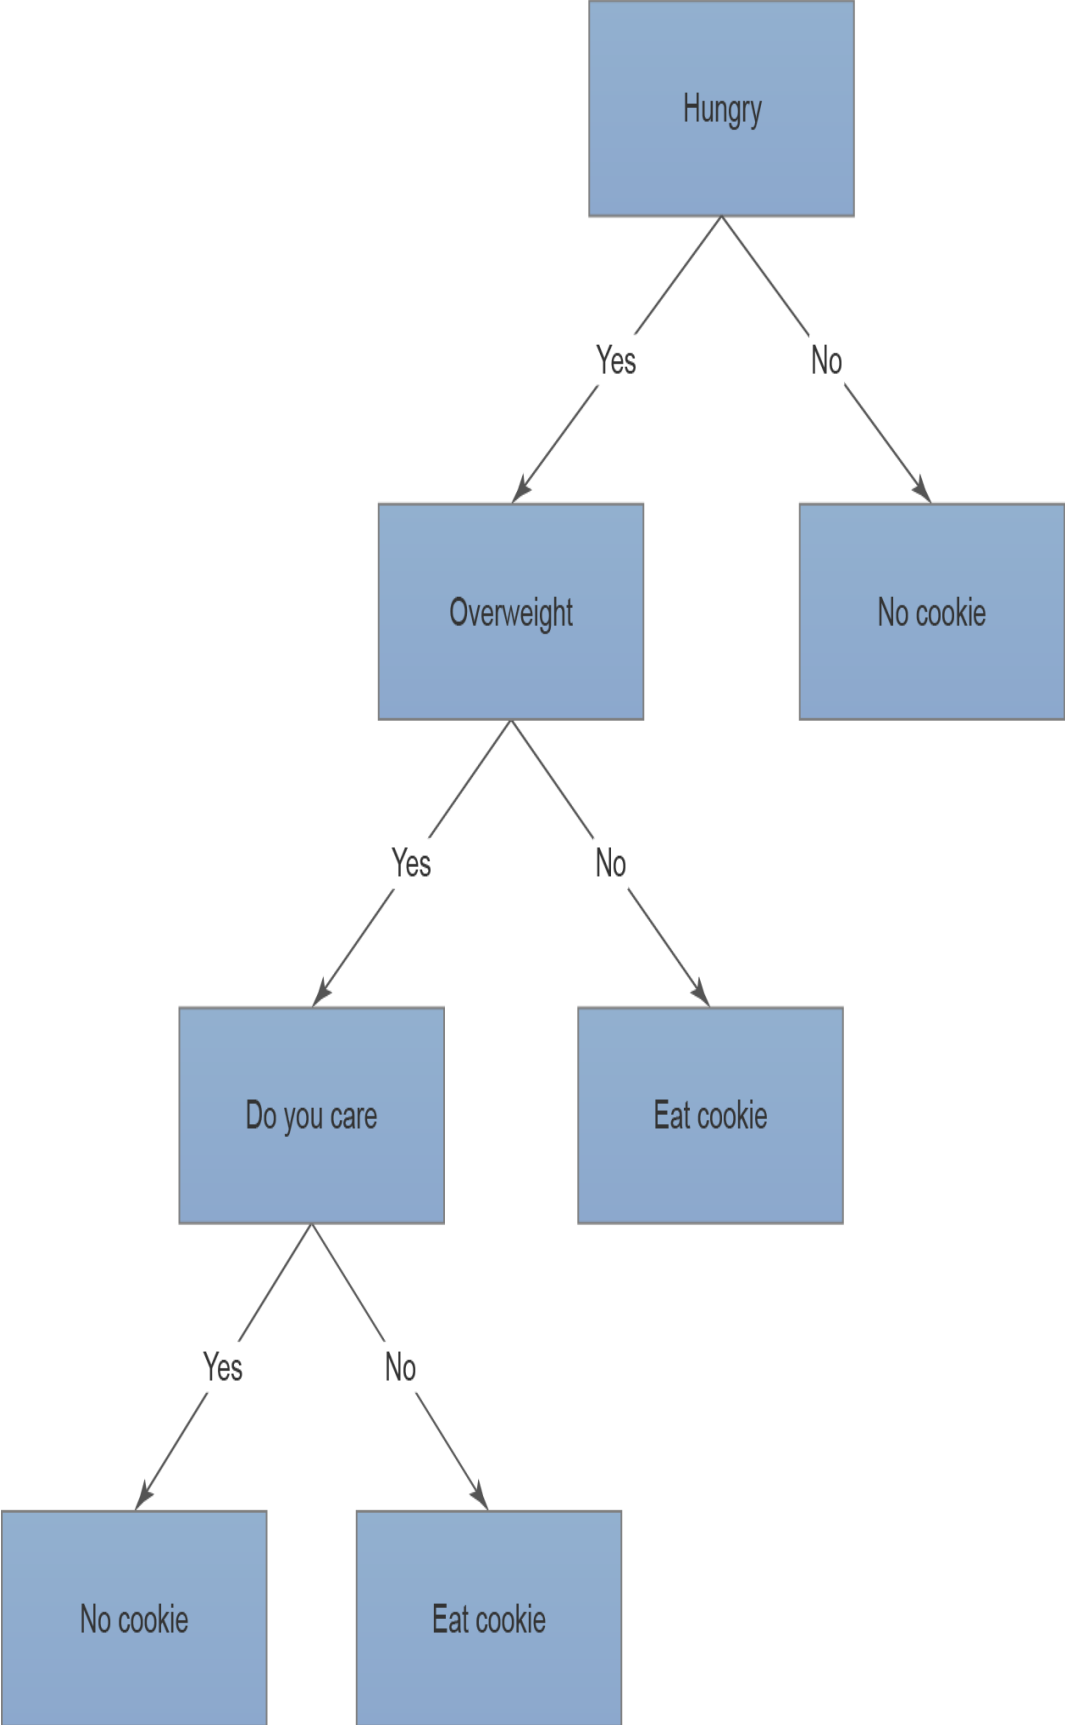 Hungry
Yes
No
Overweight
No cookie
Yes
No
Do you care
Eat cookie
Yes
No
No cookie
Eat cookie